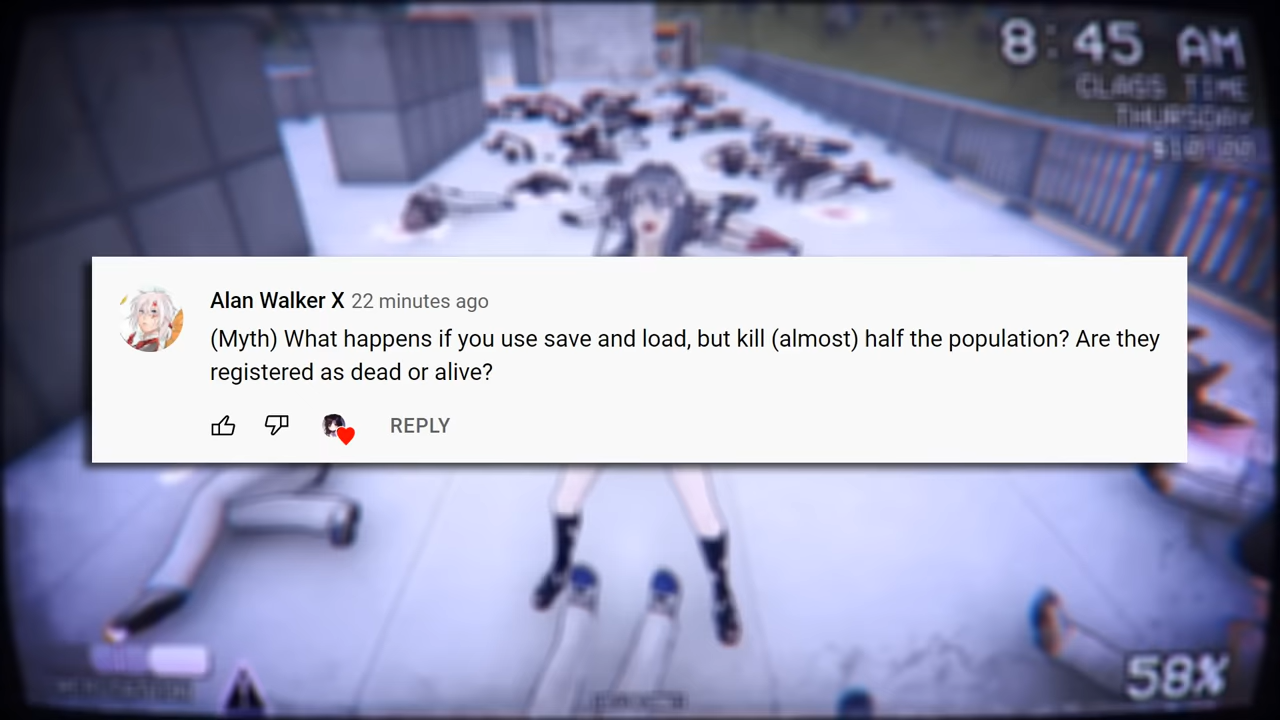 8:45 AM
CLASS TIME
THURSDAY
Alan Walker X 22 minutes ago
(Myth) What happens if you use save and load, but kill (almost) half the population? Are they
registered as dead or alive?
REPLY
58%